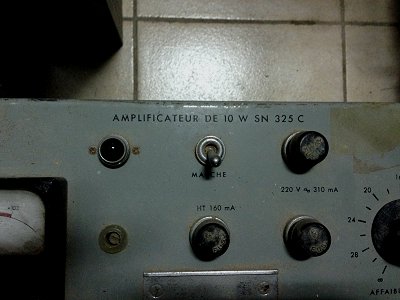 AMPLIFICATEUR DE 10 W SN 325 C
MARCHE
220 V ≃ 310 mA
HT 160 mA
20
24
28
∞